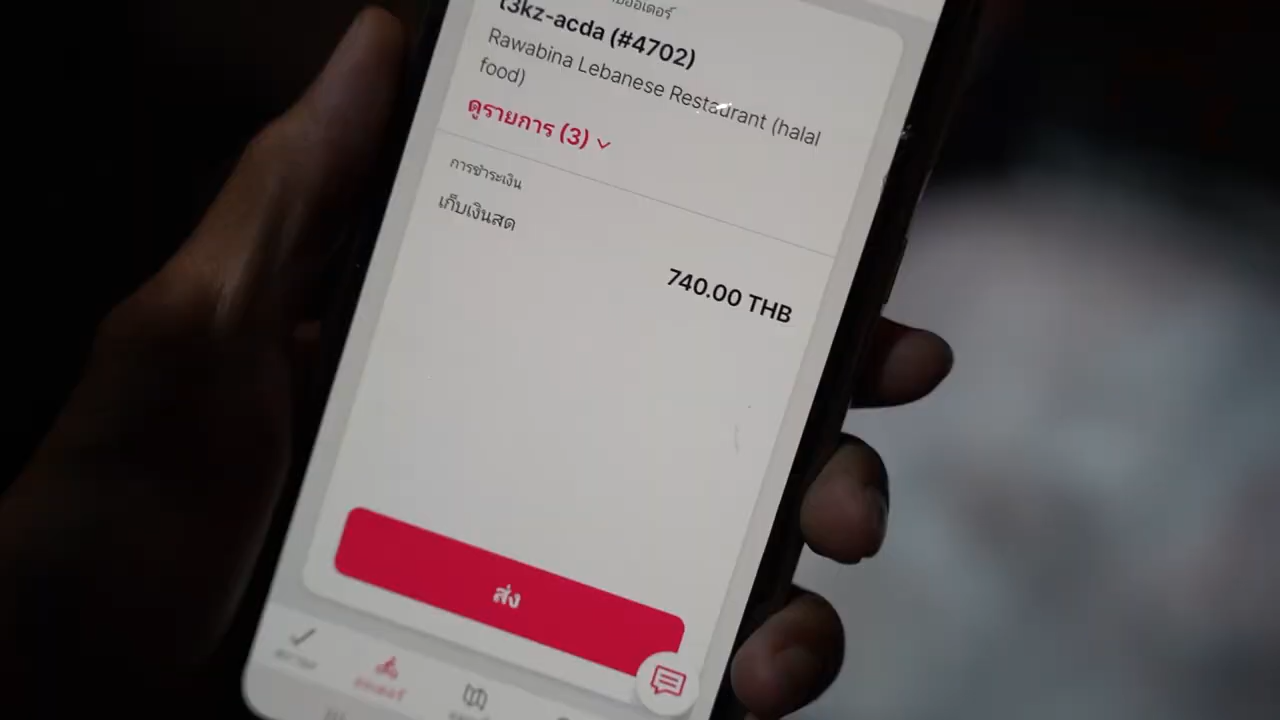 t3kz-acda (#4702)
Rawabina Lebanese Restaurant (halal
food)
ดูรายการ (3)
การชำระเงิน
เก็บเงินสด
740.00 THB
ส่ง